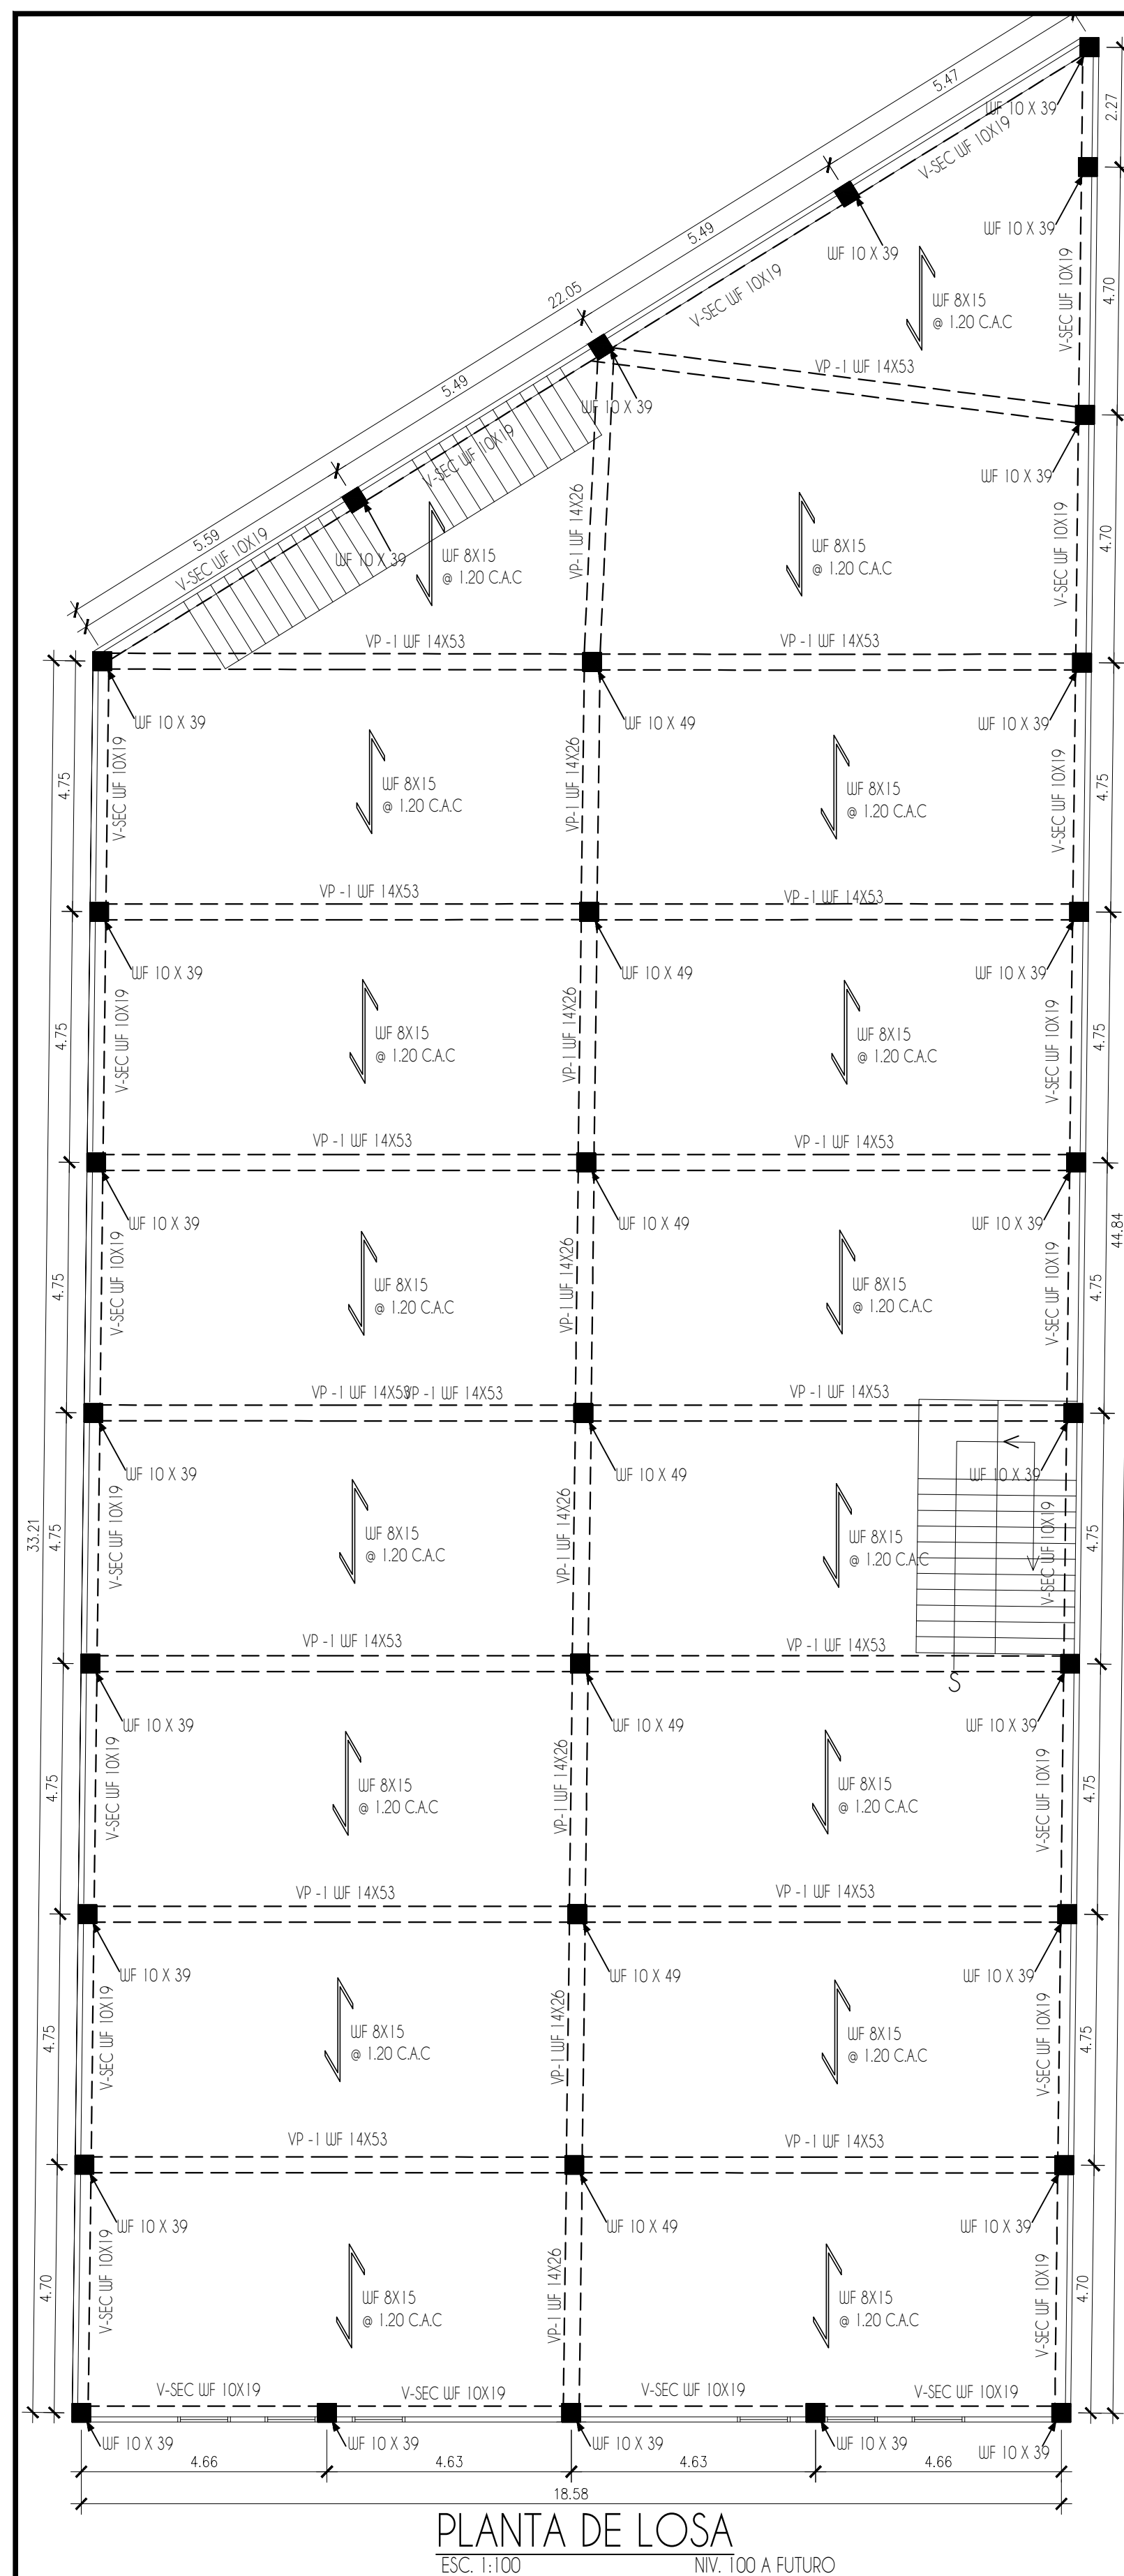 5.47
WF 10 X 39
2.27
V-SEC WF 10X19
WF 10 X 39
5.49
WF 10 X 39
22.05
V-SEC WF 10X19
V-SEC WF 10X19
4.70
WF 8X15
@ 1.20 C.A.C
VP -1 WF 14X53
5.49
WF 10 X 39
V-SEC WF 10X19
WF 10 X 39
5.59
V-SEC WF 10X19
WF 10 X 39
WF 8X15
@ 1.20 C.A.C
VP-1 WF 14X26
WF 8X15
@ 1.20 C.A.C
V-SEC WF 10X19
4.70
VP -1 WF 14X53
VP -1 WF 14X53
WF 10 X 39
WF 10 X 49
WF 10 X 39
4.75
V-SEC WF 10X19
WF 8X15
@ 1.20 C.A.C
VP-1 WF 14X26
WF 8X15
@ 1.20 C.A.C
V-SEC WF 10X19
4.75
VP -1 WF 14X53
VP -1 WF 14X53
WF 10 X 39
WF 10 X 49
WF 10 X 39
4.75
V-SEC WF 10X19
WF 8X15
@ 1.20 C.A.C
VP-1 WF 14X26
WF 8X15
@ 1.20 C.A.C
V-SEC WF 10X19
4.75
VP -1 WF 14X53
VP -1 WF 14X53
WF 10 X 39
WF 10 X 49
WF 10 X 39
44.84
4.75
V-SEC WF 10X19
WF 8X15
@ 1.20 C.A.C
VP-1 WF 14X26
WF 8X15
@ 1.20 C.A.C
V-SEC WF 10X19
4.75
VP -1 WF 14X53
VP -1 WF 14X53
VP -1 WF 14X53
WF 10 X 39
WF 10 X 49
WF 10 X 39
33.21
4.75
V-SEC WF 10X19
WF 8X15
@ 1.20 C.A.C
VP-1 WF 14X26
WF 8X15
@ 1.20 C.A.C
V-SEC WF 10X19
4.75
VP -1 WF 14X53
VP -1 WF 14X53
S
WF 10 X 39
WF 10 X 49
WF 10 X 39
4.75
V-SEC WF 10X19
WF 8X15
@ 1.20 C.A.C
VP-1 WF 14X26
WF 8X15
@ 1.20 C.A.C
V-SEC WF 10X19
4.75
VP -1 WF 14X53
VP -1 WF 14X53
WF 10 X 39
WF 10 X 49
WF 10 X 39
4.75
V-SEC WF 10X19
WF 8X15
@ 1.20 C.A.C
VP-1 WF 14X26
WF 8X15
@ 1.20 C.A.C
V-SEC WF 10X19
4.75
VP -1 WF 14X53
VP -1 WF 14X53
WF 10 X 39
WF 10 X 49
WF 10 X 39
4.70
V-SEC WF 10X19
WF 8X15
@ 1.20 C.A.C
VP-1 WF 14X26
WF 8X15
@ 1.20 C.A.C
V-SEC WF 10X19
4.70
V-SEC WF 10X19
V-SEC WF 10X19
V-SEC WF 10X19
V-SEC WF 10X19
WF 10 X 39
WF 10 X 39
WF 10 X 39
WF 10 X 39
WF 10 X 39
4.66
4.63
4.63
4.66
18.58
PLANTA DE LOSA
ESC. 1:100
NIV. 100 A FUTURO